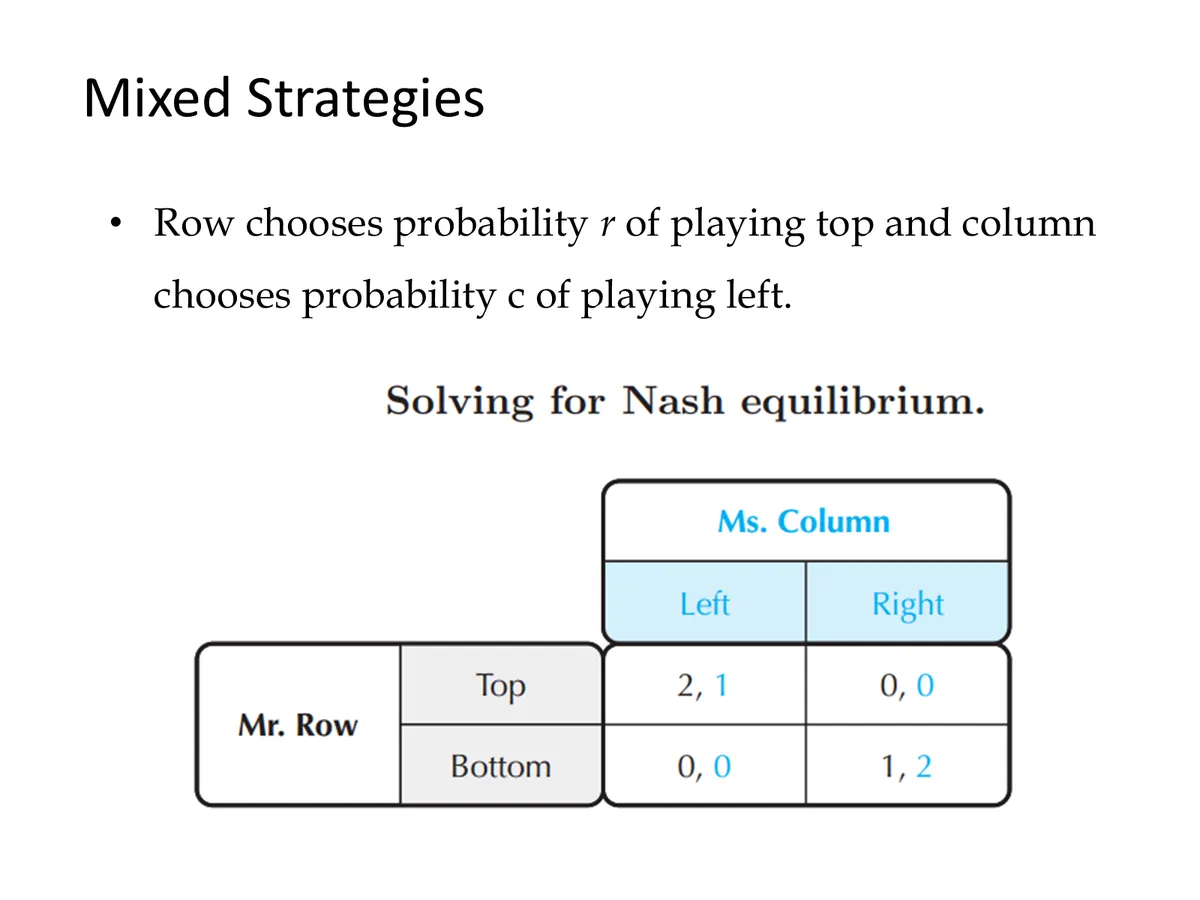 Mixed Strategies
• Row chooses probability r of playing top and column
chooses probability c of playing left.
Solving for Nash equilibrium.
Ms. Column
Left Right
Top 2, 1 0, 0
Mr. Row
Bottom 0, 0 1, 2